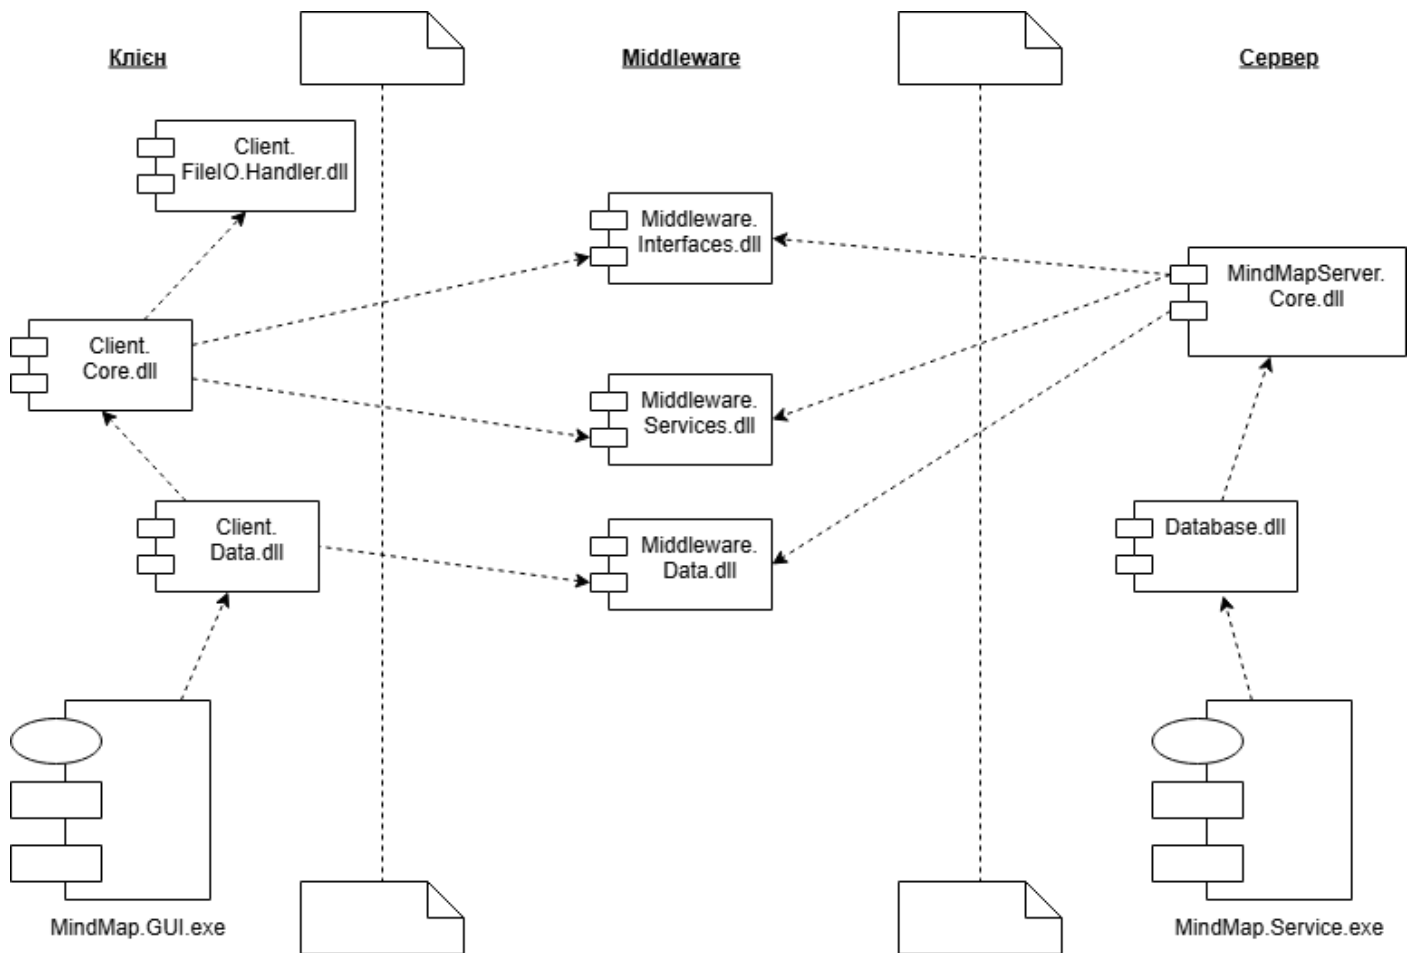 Клієн
Middleware
Сервер
Client.
FileIO.Handler.dll
Middleware.
Interfaces.dll
MindMapServer.
Core.dll
Client.
Core.dll
Middleware.
Services.dll
Client.
Data.dll
Middleware.
Data.dll
Database.dll
MindMap.GUI.exe
MindMap.Service.exe